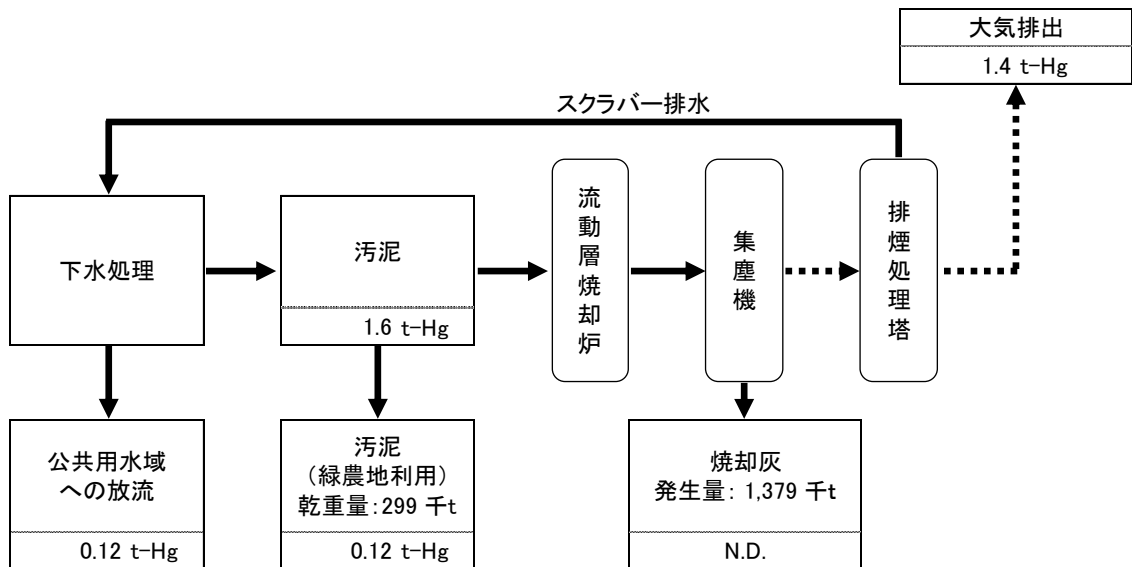 大気排出
1.4 t-Hg
スクラバー排水
下水処理
汚泥
1.6 t-Hg
流動層焼却炉
集塵機
排煙処理塔
公共用水域
への放流
0.12 t-Hg
汚泥
(緑農地利用)
乾重量:299 千t
0.12 t-Hg
焼却灰
発生量: 1,379 千t
N.D.